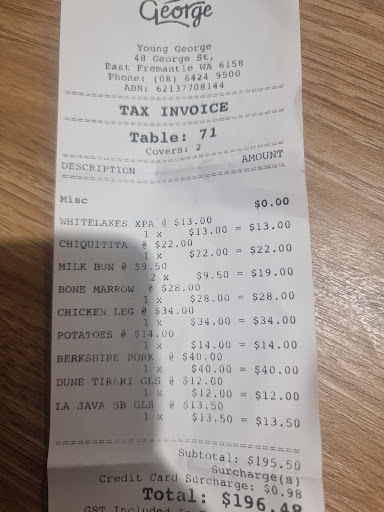 George
Young George
48 George St,
East Fremantle WA 6158
Phone: (08) 6424 9500
ABN: 62137708144
TAX INVOICE
Table: 71
Covers: 2
DESCRIPTION AMOUNT
Misc $0.00
WHITELAKES XPA @ $13.00
1 x $13.00 = $13.00
CHIQUITITA @ $22.00
1 x $22.00 = $22.00
MILK BUN @ $9.50
2 x $9.50 = $19.00
BONE MARROW @ $28.00
1 x $28.00 = $28.00
CHICKEN LEG @ $34.00
1 x $34.00 = $34.00
POTATOES @ $14.00
1 x $14.00 = $14.00
BERKSHIRE PORK @ $40.00
1 x $40.00 = $40.00
DUNE TIRARI GLS @ $12.00
1 x $12.00 = $12.00
LA JAVA SB GLS @ $13.50
1 x $13.50 = $13.50
Subtotal: $195.50
Surcharge(s)
Credit Card Surcharge: $0.98
Total: $196.48
GST Included